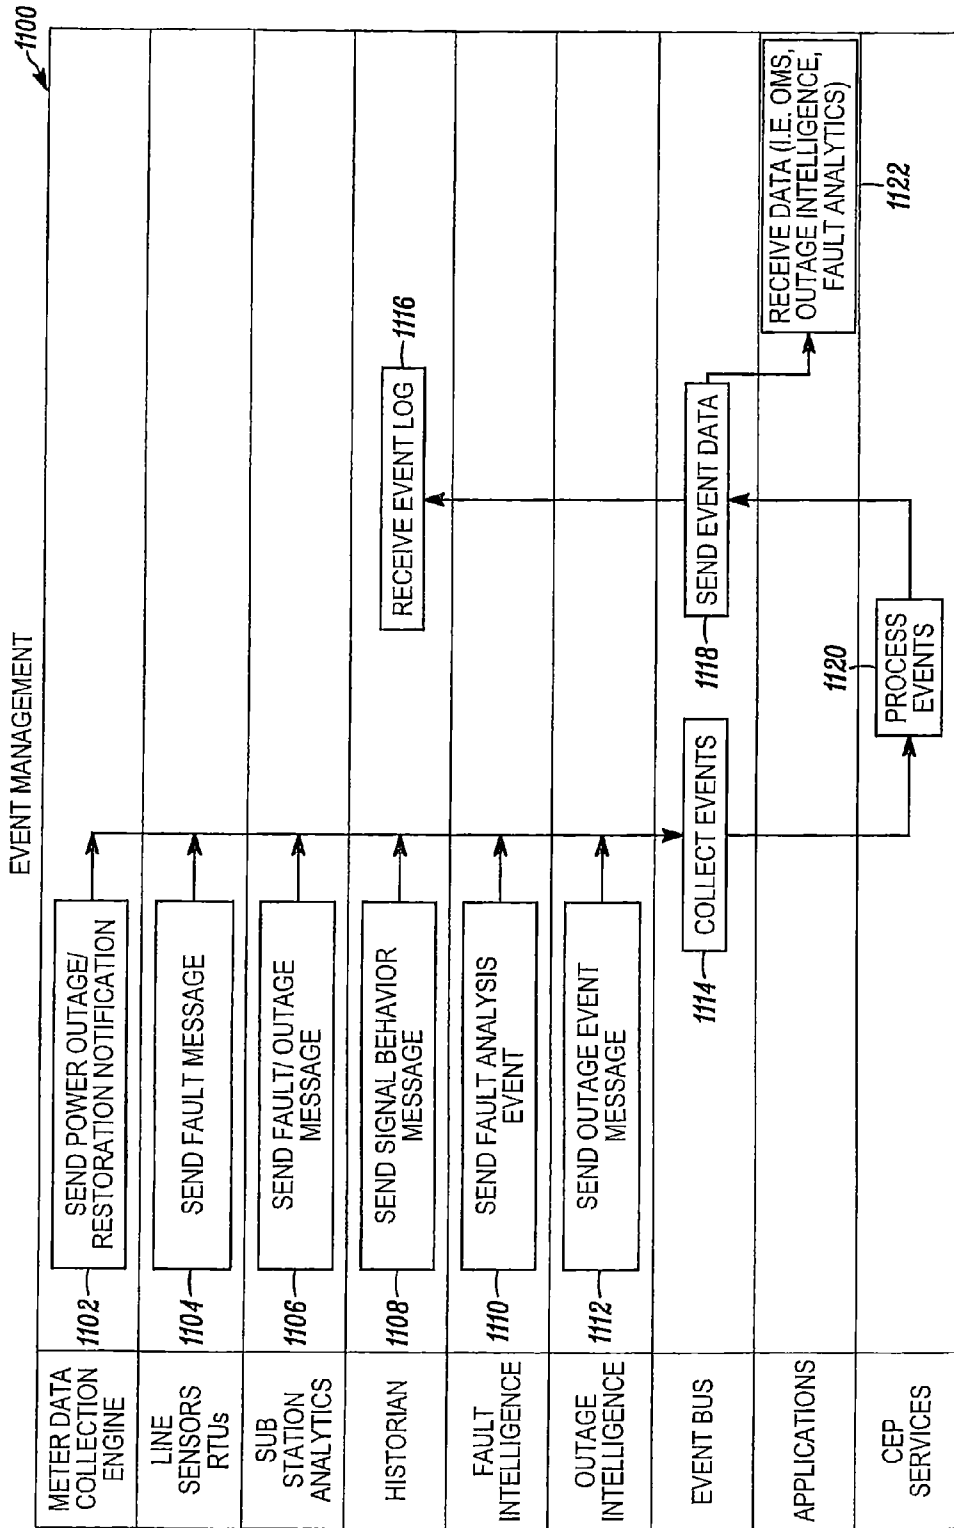 EVENT MANAGEMENT
1100
METER DATA
COLLECTION
ENGINE
1102
SEND POWER OUTAGE/
RESTORATION NOTIFICATION
LINE
SENSORS
RTUs
1104
SEND FAULT MESSAGE
SUB
STATION
ANALYTICS
1106
SEND FAULT/ OUTAGE
MESSAGE
HISTORIAN
1108
SEND SIGNAL BEHAVIOR
MESSAGE
RECEIVE EVENT LOG
1116
FAULT
INTELLIGENCE
1110
SEND FAULT ANALYSIS
EVENT
OUTAGE
INTELLIGENCE
1112
SEND OUTAGE EVENT
MESSAGE
EVENT BUS
1114
COLLECT EVENTS
1118
SEND EVENT DATA
APPLICATIONS
RECEIVE DATA (I.E. OMS,
OUTAGE INTELLIGENCE,
FAULT ANALYTICS)
1122
CEP
SERVICES
1120
PROCESS
EVENTS